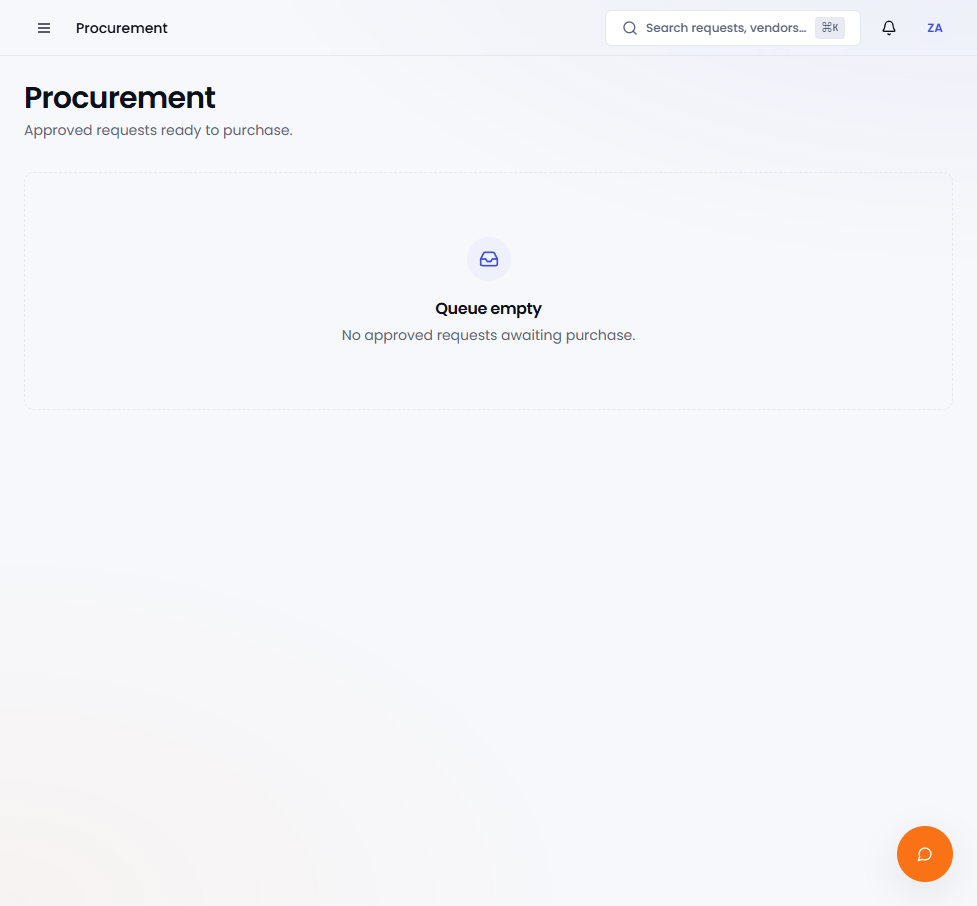 Procurement
Search requests, vendors... ⌘K
ZA
Procurement
Approved requests ready to purchase.
Queue empty
No approved requests awaiting purchase.